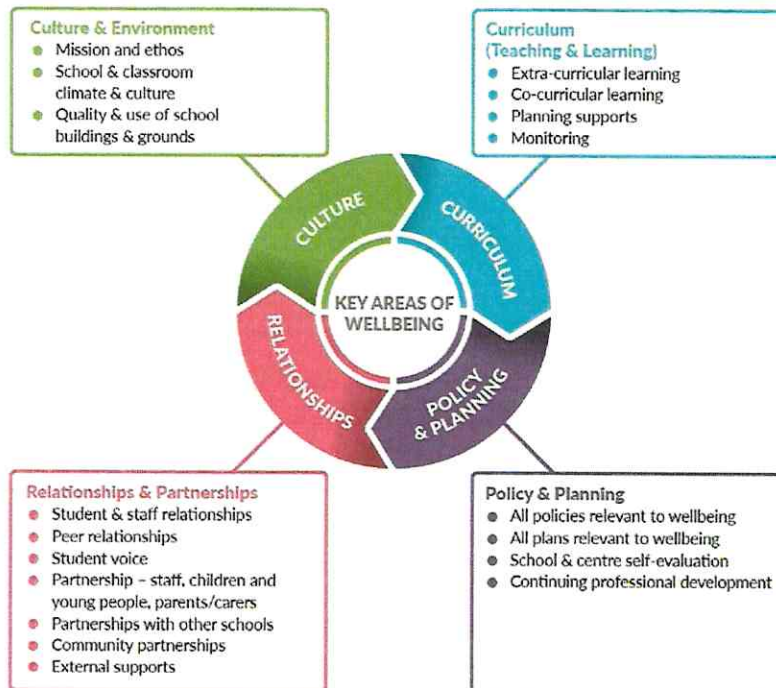 Culture & Environment
Mission and ethos
School & classroom
climate & culture
Quality & use of school
buildings & grounds
Curriculum
(Teaching & Learning)
Extra-curricular learning
Co-curricular learning
Planning supports
Monitoring
CULTURE
CURRICULUM
KEY AREAS OF
WELLBEING
RELATIONSHIPS
POLICY
& PLANNING
Relationships & Partnerships
Student & staff relationships
Peer relationships
Student voice
Partnership – staff, children and
young people, parents/carers
Partnerships with other schools
Community partnerships
External supports
Policy & Planning
All policies relevant to wellbeing
All plans relevant to wellbeing
School & centre self-evaluation
Continuing professional development